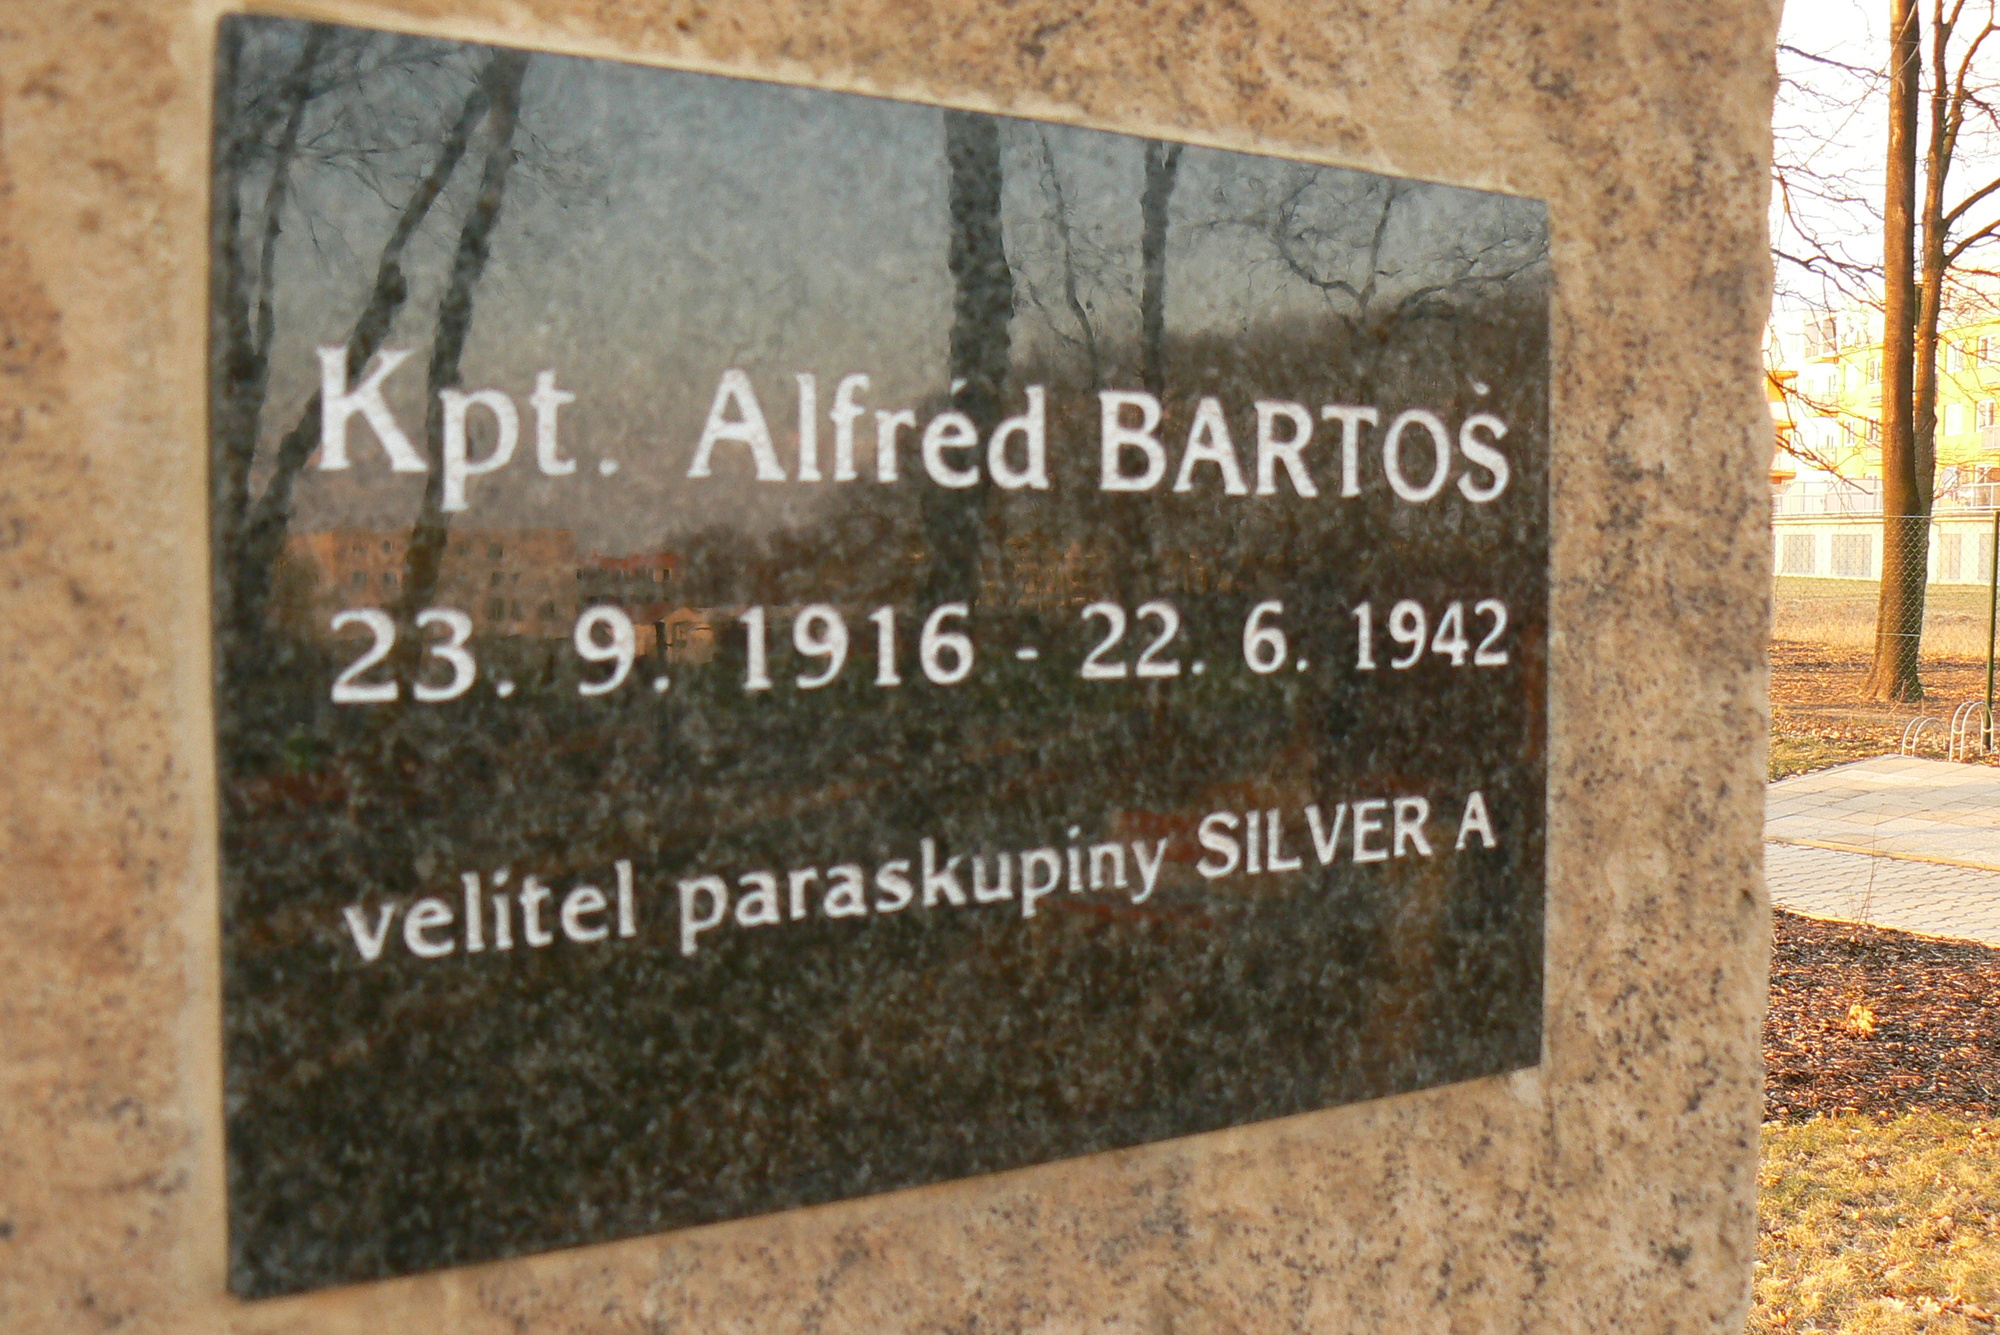 Kpt. Alfréd BARTOŠ
23. 9. 1916 - 22. 6. 1942
velitel paraskupiny SILVER A